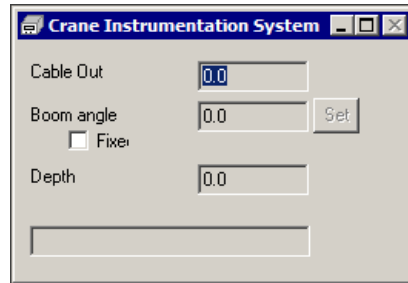 Crane Instrumentation System
Cable Out 0.0
Boom angle 0.0 Set
Fixe
Depth 0.0